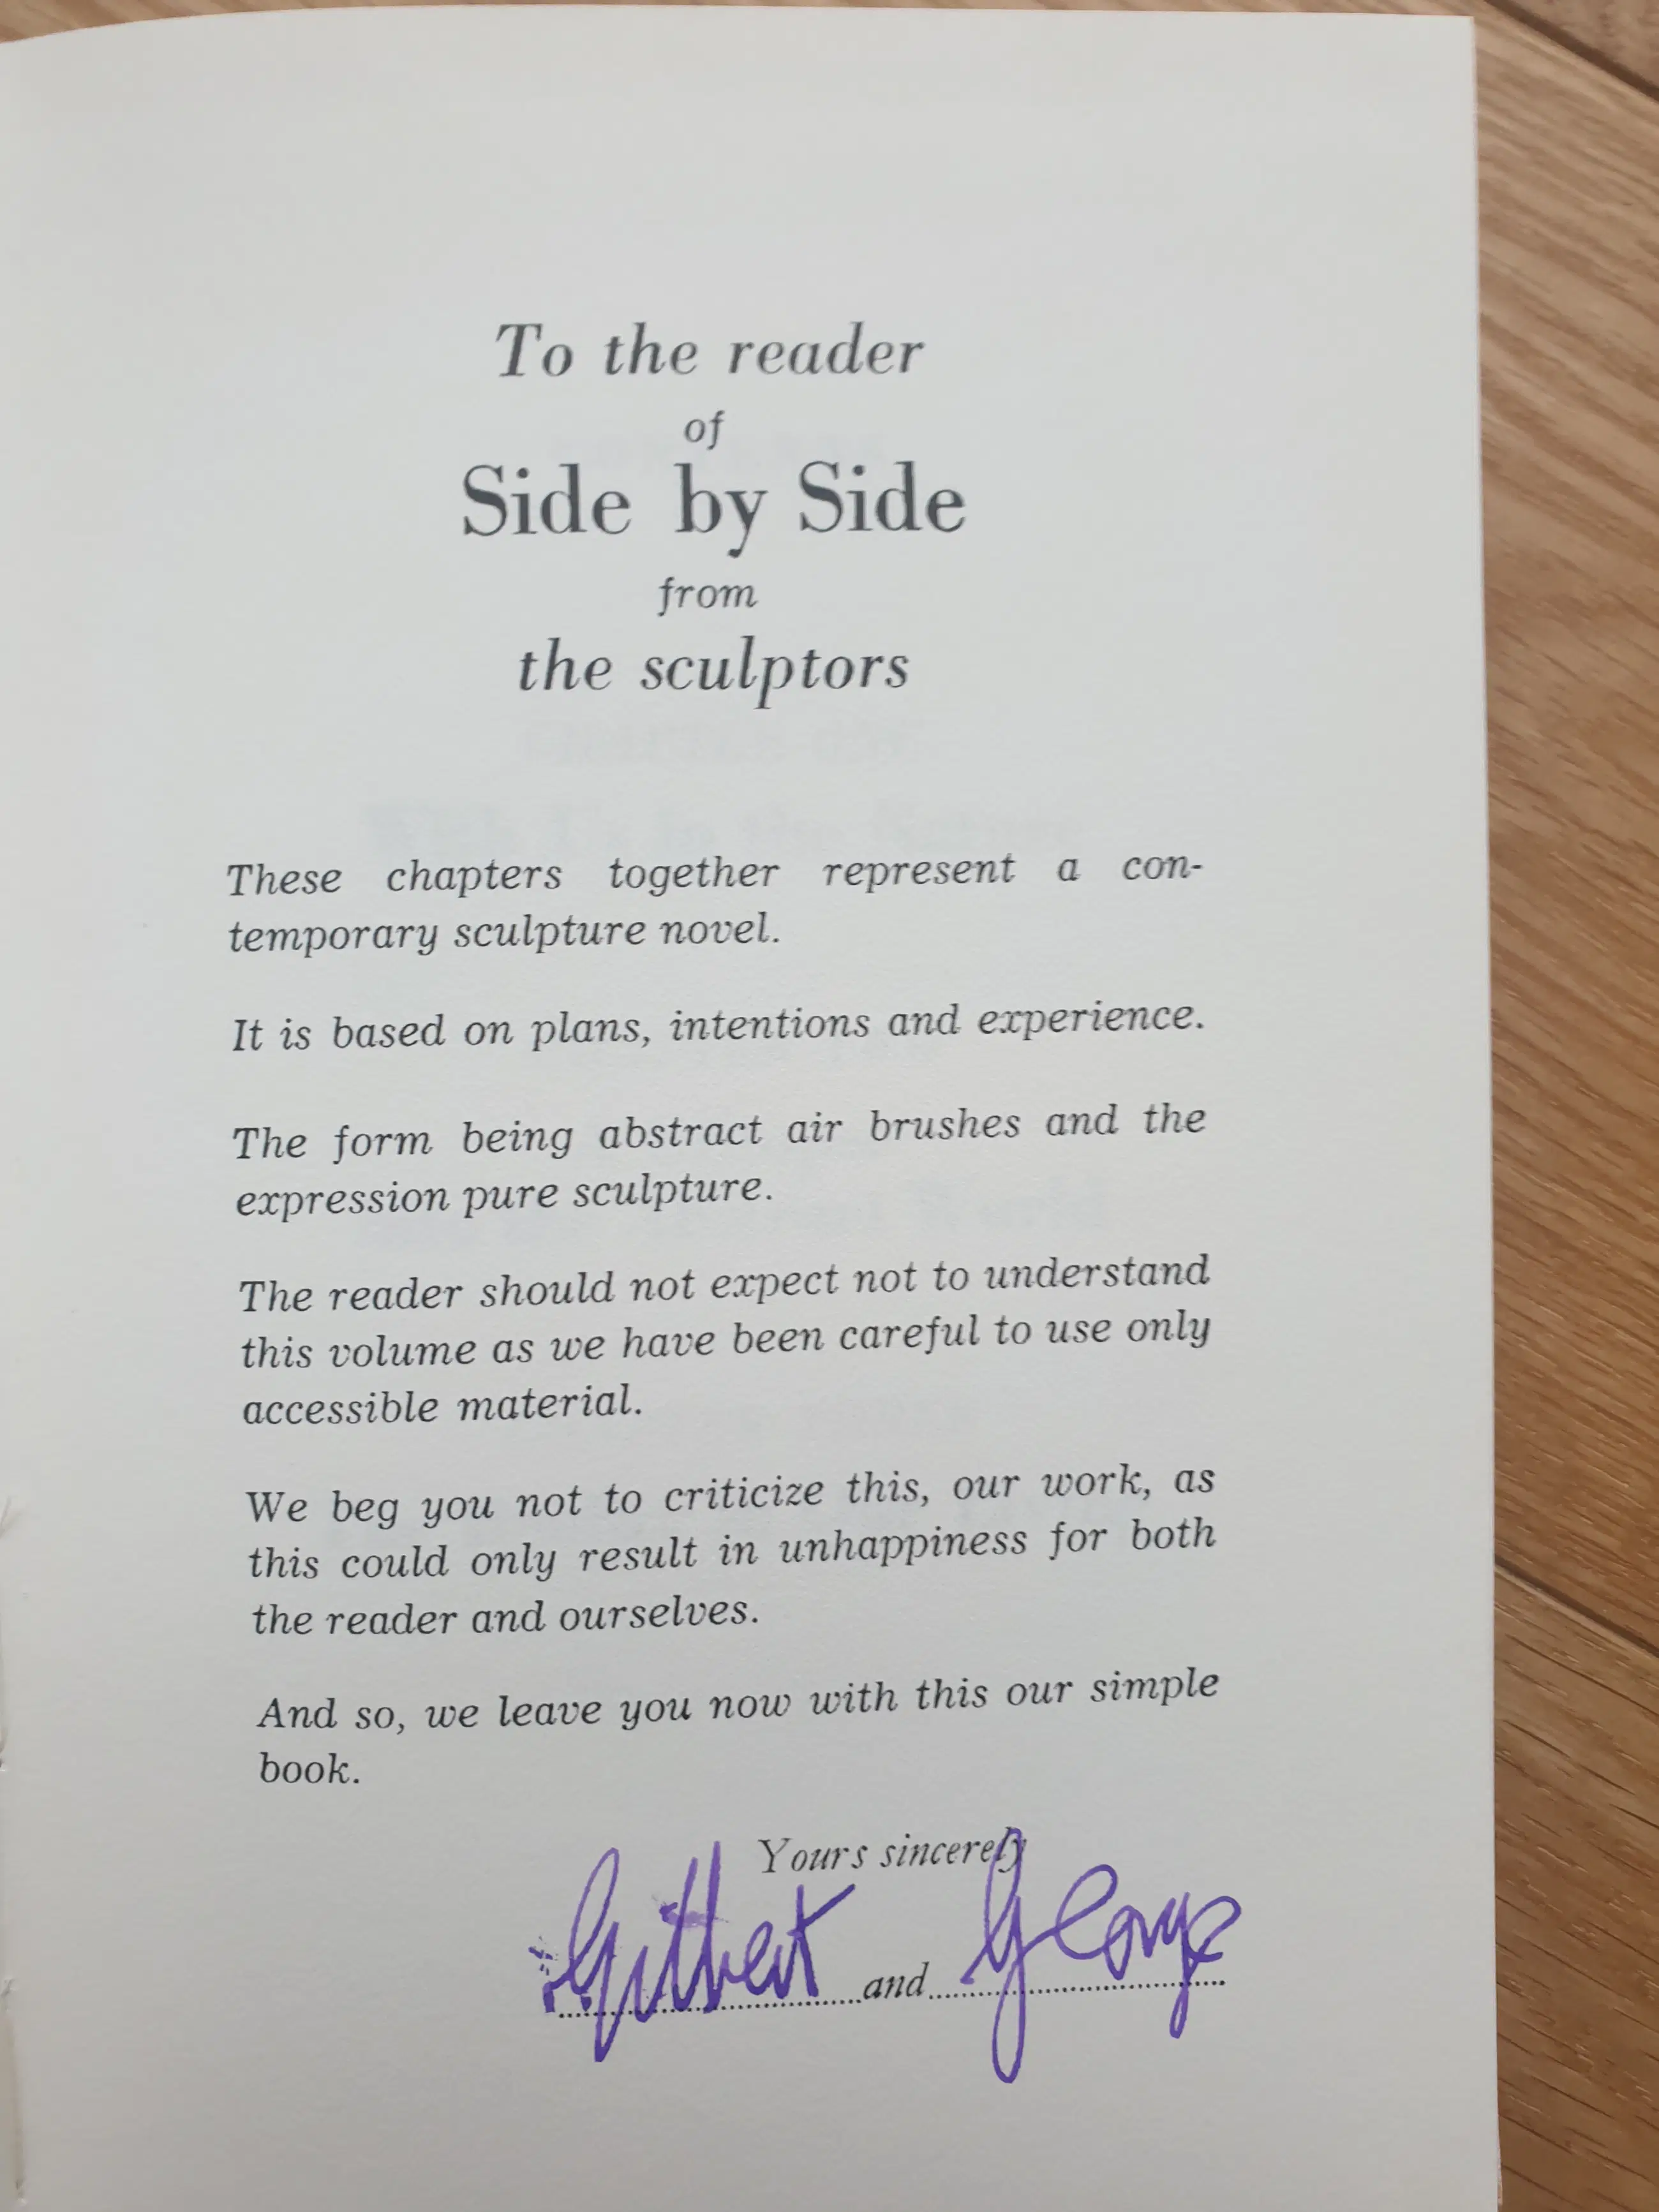 To the reader
of
Side by Side
from
the sculptors
These chapters together represent a con-
temporary sculpture novel.
It is based on plans, intentions and experience.
The form being abstract air brushes and the
expression pure sculpture.
The reader should not expect not to understand
this volume as we have been careful to use only
accessible material.
We beg you not to criticize this, our work, as
this could only result in unhappiness for both
the reader and ourselves.
And so, we leave you now with this our simple
book.
Yours sincerely
Gilbert and George